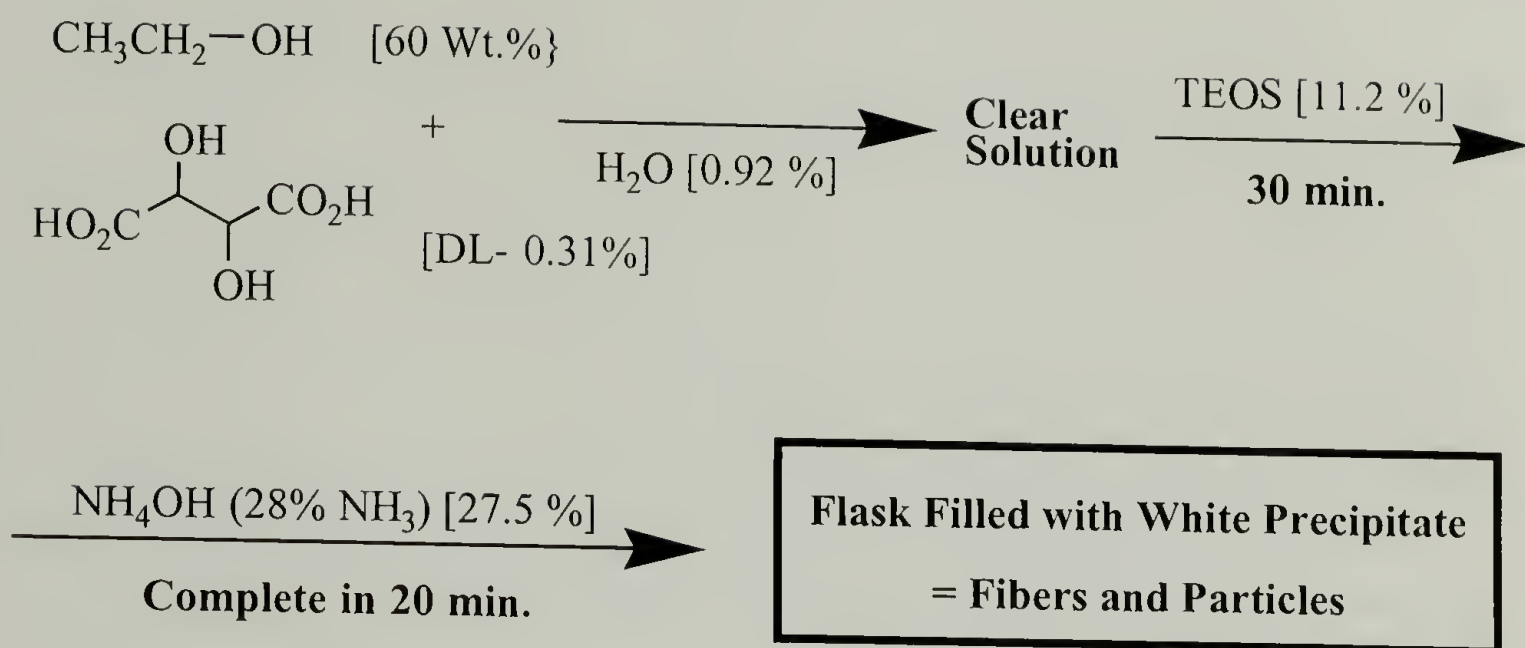 CH₃CH₂—OH [60 Wt.%}
+
OH
HO₂C CO₂H
OH
[DL- 0.31%]
H₂O [0.92 %]
Clear
Solution
TEOS [11.2 %]
30 min.
NH₄OH (28% NH₃) [27.5 %]
Complete in 20 min.
Flask Filled with White Precipitate
= Fibers and Particles